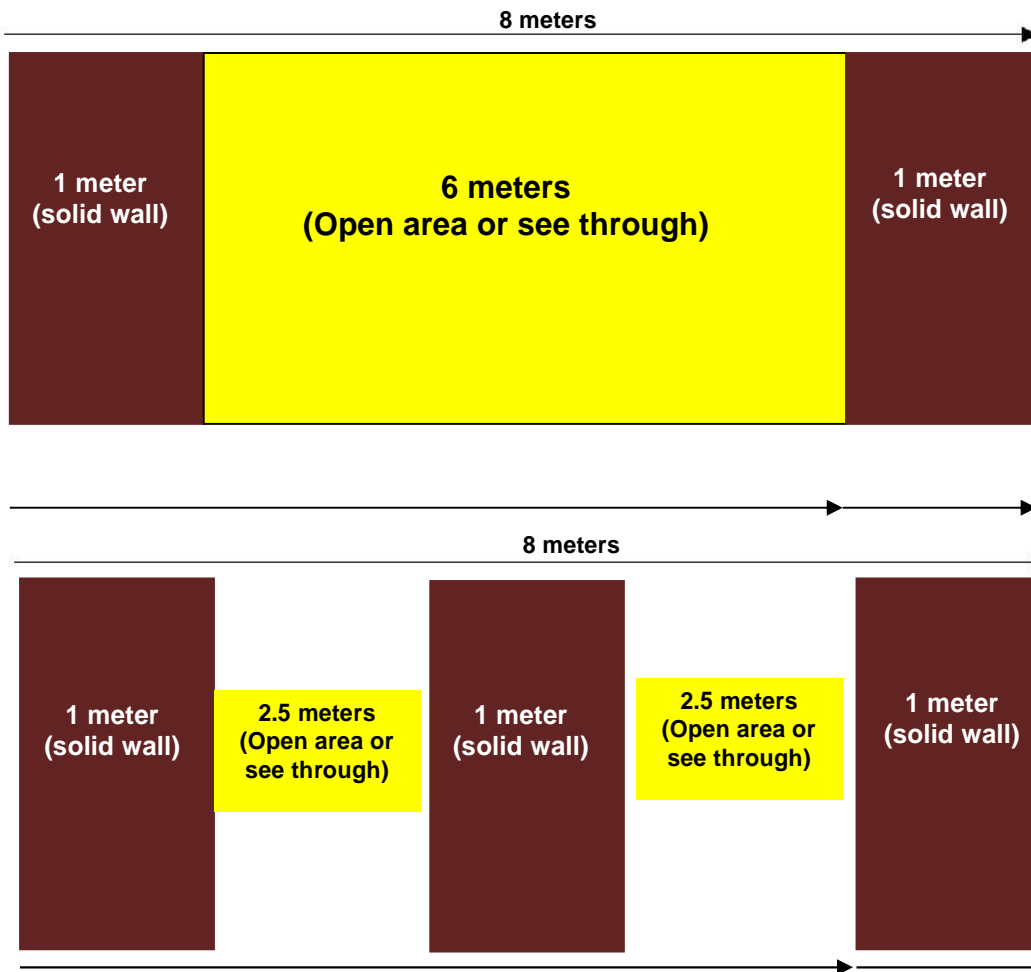 8 meters
1 meter
(solid wall)
6 meters
(Open area or see through)
1 meter
(solid wall)
8 meters
1 meter
(solid wall)
2.5 meters
(Open area or
see through)
1 meter
(solid wall)
2.5 meters
(Open area or
see through)
1 meter
(solid wall)